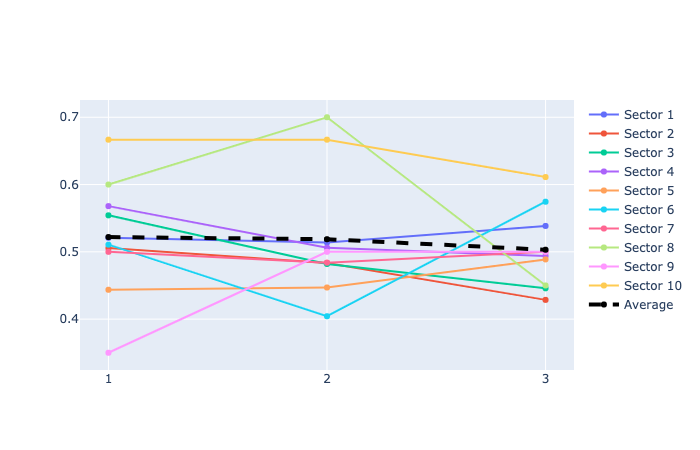 0.7
0.6
0.5
0.4
1
2
3
Sector 1
Sector 2
Sector 3
Sector 4
Sector 5
Sector 6
Sector 7
Sector 8
Sector 9
Sector 10
Average